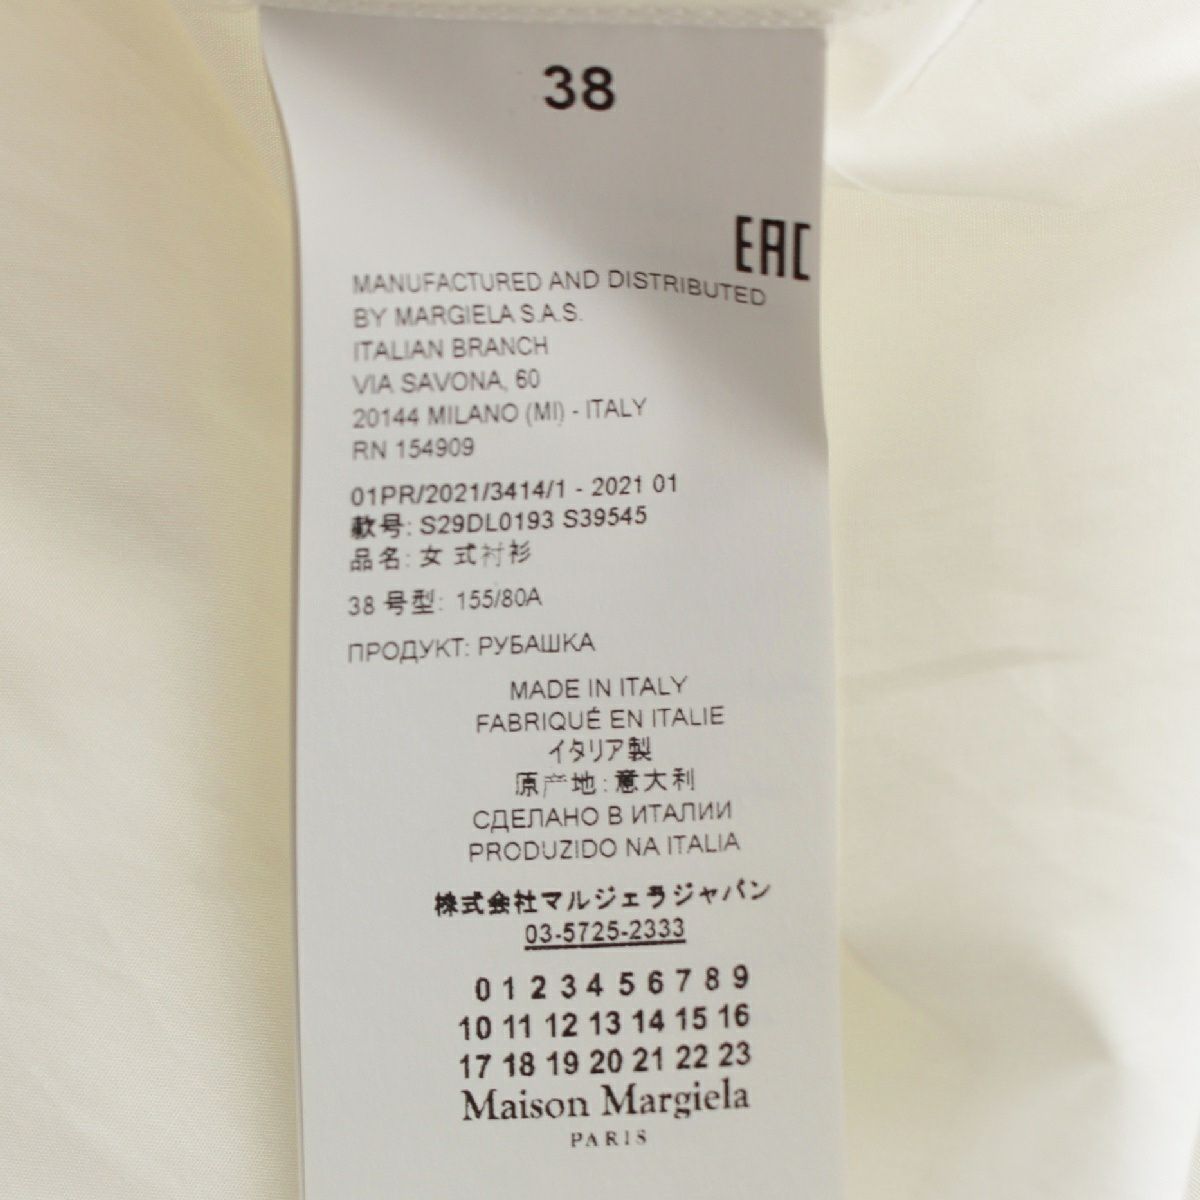 38
EAC
MANUFACTURED AND DISTRIBUTED
BY MARGIELA S.A.S.
ITALIAN BRANCH
VIA SAVONA, 60
20144 MILANO (MI) - ITALY
RN 154909
01PR/2021/3414/1 - 2021 01
款号: S29DL0193 S39545
品名: 女 式衬衫
38 号型: 155/80A
ПРОДУКТ: РУБАШКА
MADE IN ITALY
FABRIQUÉ EN ITALIE
イタリア製
原产地: 意大利
СДЕЛАНО В ИТАЛИИ
PRODUZIDO NA ITALIA
株式会社マルジェラジャパン
03-5725-2333
0 1 2 3 4 5 6 7 8 9
10 11 12 13 14 15 16
17 18 19 20 21 22 23
Maison Margiela
PARIS